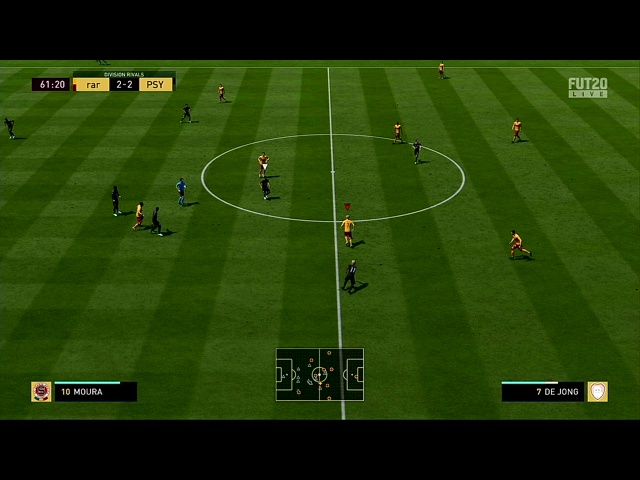 DIVISION RIVALS
61:20 rar 2-2 PSY
FUT20
LIVE
10 MOURA
7 DE JONG